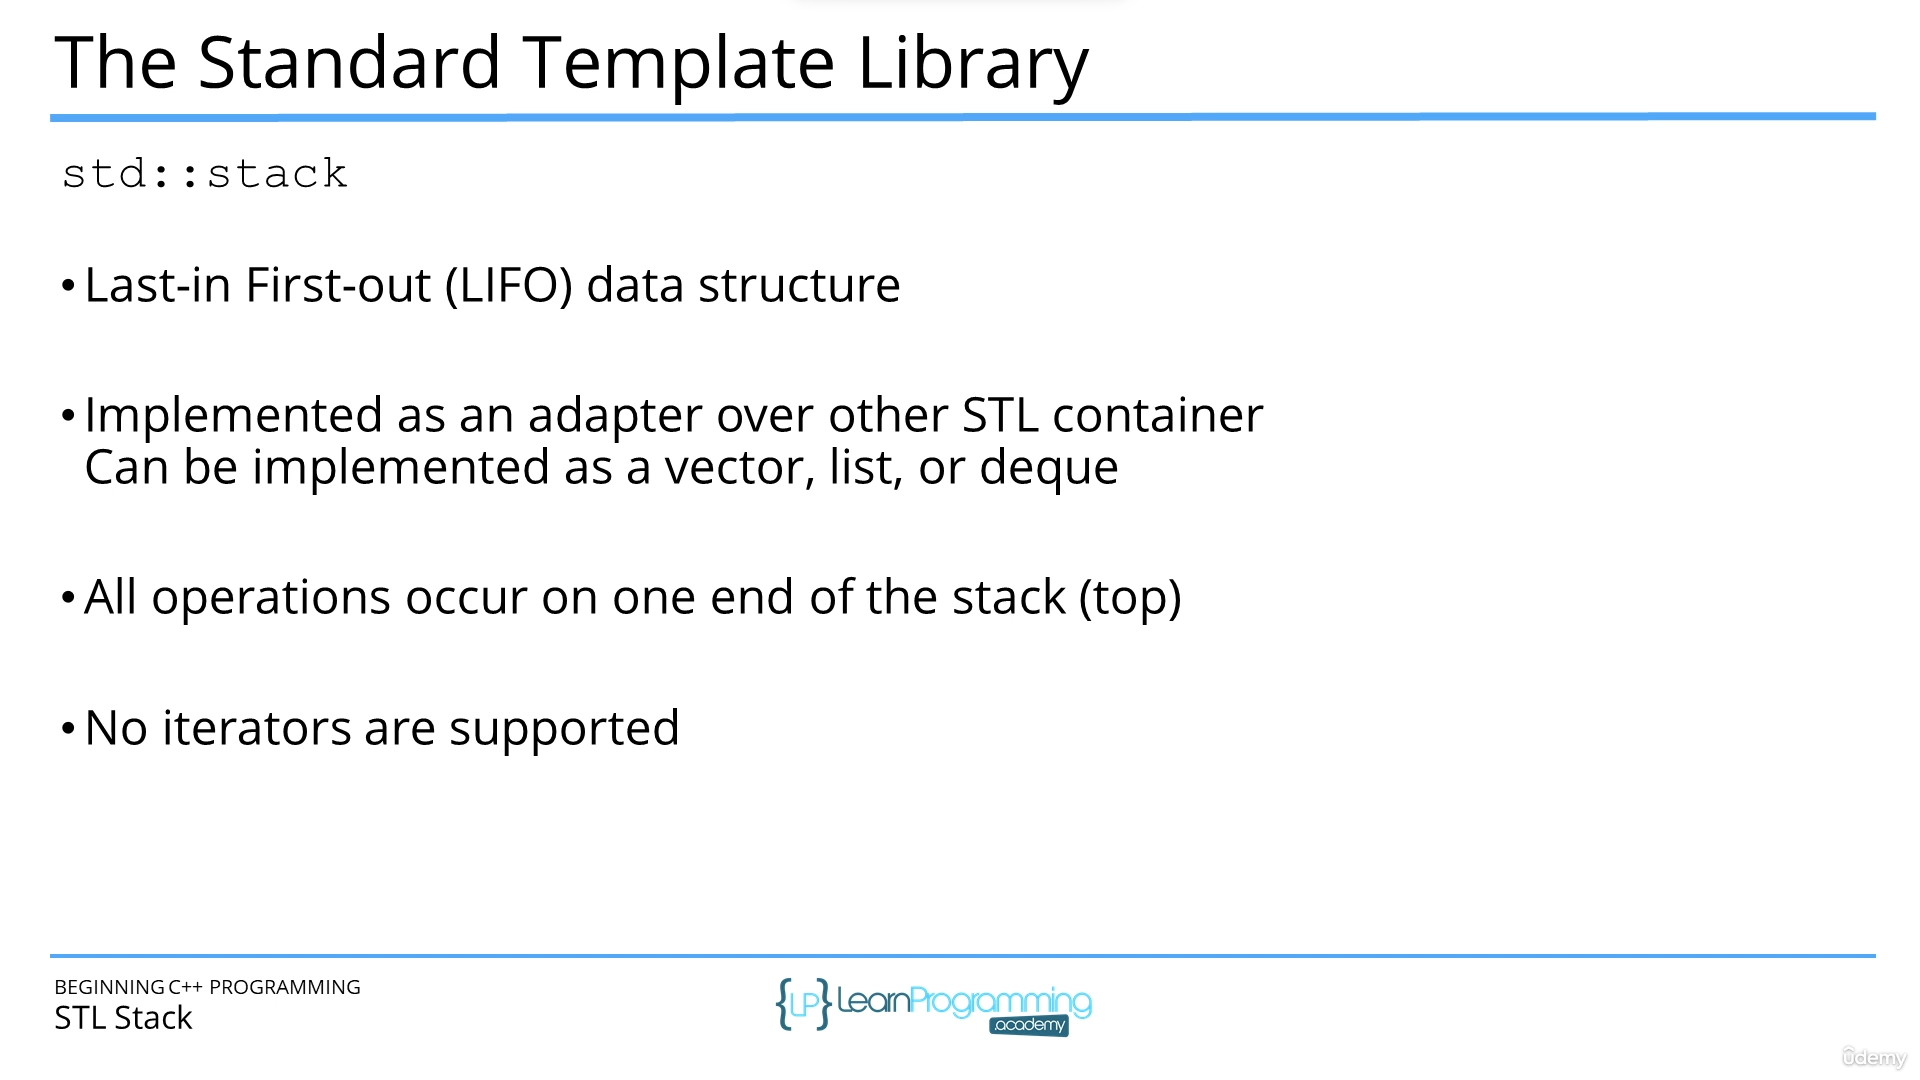 The Standard Template Library
std::stack
• Last-in First-out (LIFO) data structure
• Implemented as an adapter over other STL container
Can be implemented as a vector, list, or deque
• All operations occur on one end of the stack (top)
• No iterators are supported
BEGINNING C++ PROGRAMMING
STL Stack
{LP} LearnProgramming
.academy
ûdemy